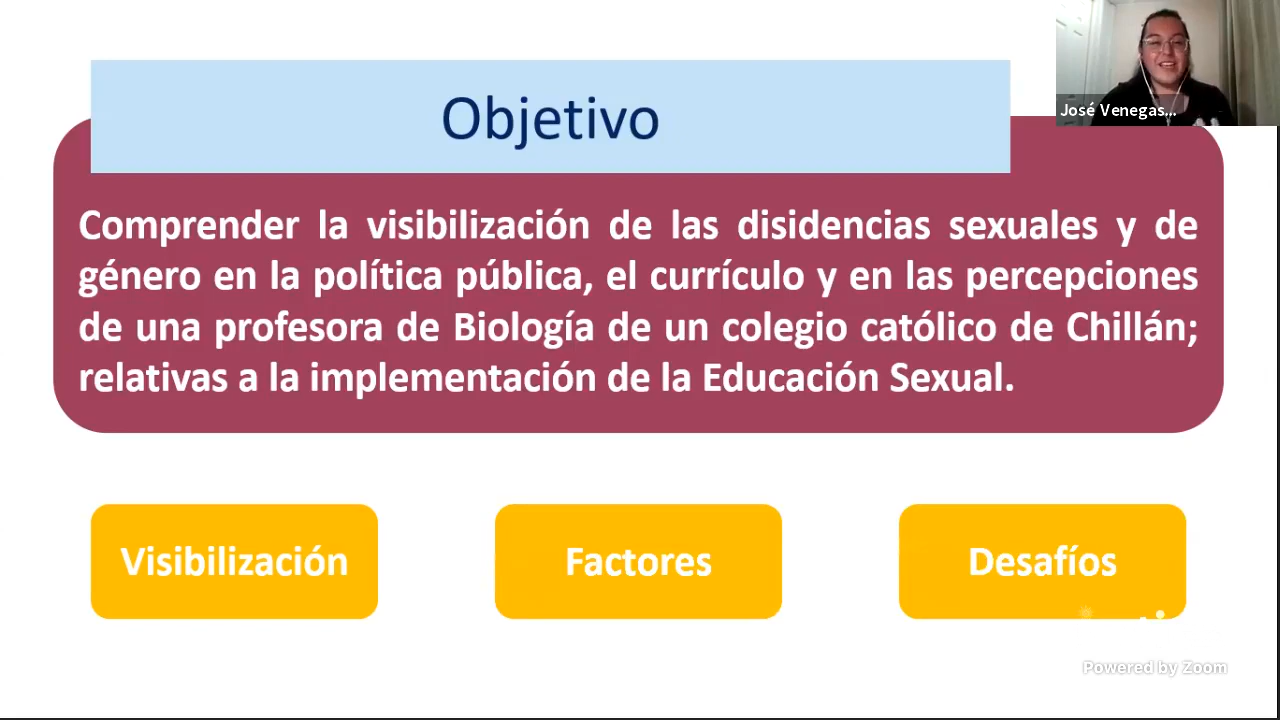 Objetivo
José Venegas...
Comprender la visibilización de las disidencias sexuales y de
género en la política pública, el currículo y en las percepciones
de una profesora de Biología de un colegio católico de Chillán;
relativas a la implementación de la Educación Sexual.
Visibilización
Factores
Desafíos
Powered by Zoom